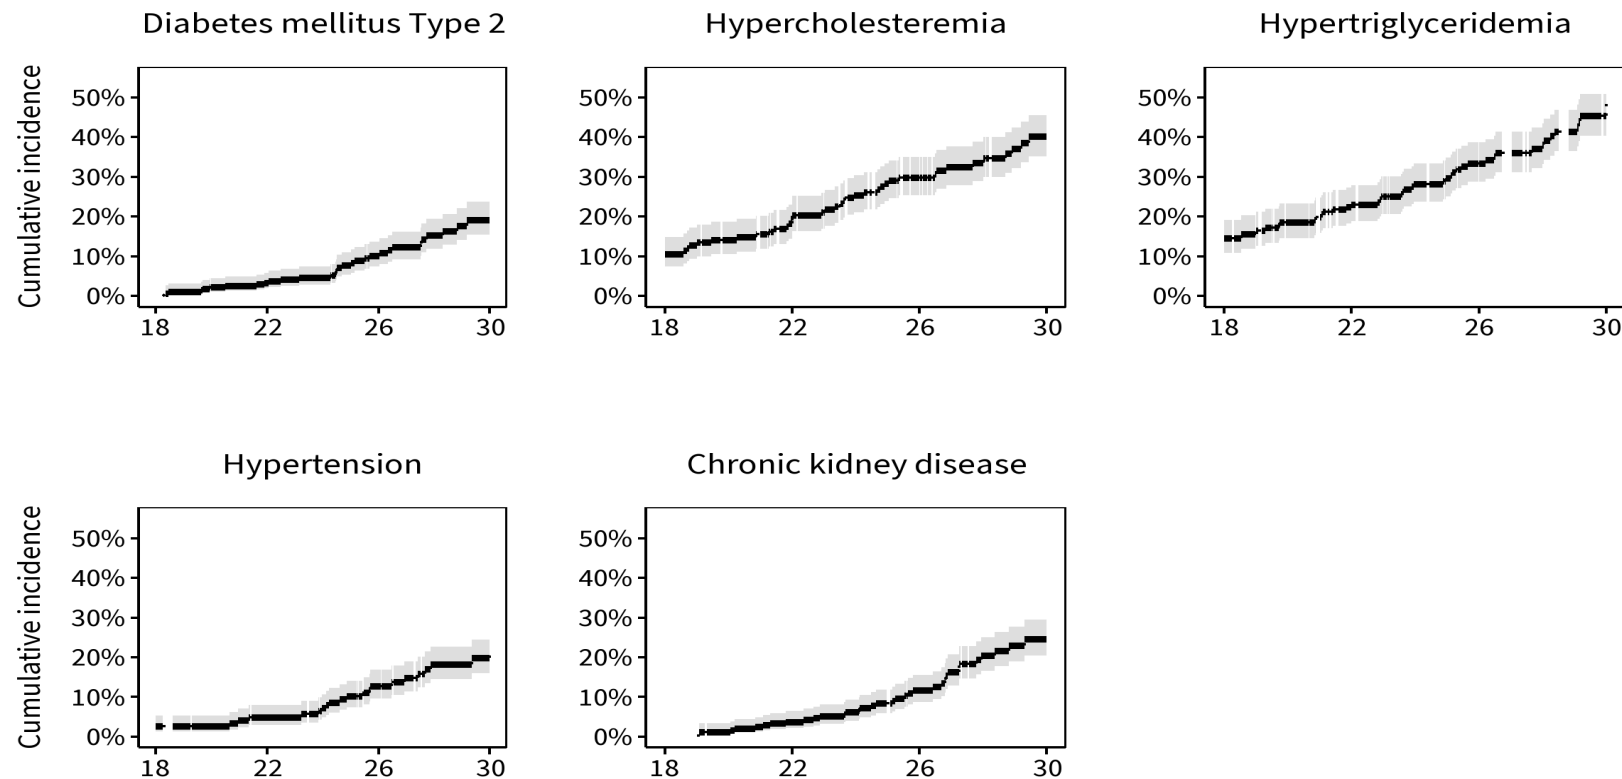 Diabetes mellitus Type 2
Hypercholesteremia
Hypertriglyceridemia
Cumulative incidence
50%
40%
30%
20%
10%
0%
18 22 26 30
50%
40%
30%
20%
10%
0%
18 22 26 30
50%
40%
30%
20%
10%
0%
18 22 26 30
Hypertension
Chronic kidney disease
Cumulative incidence
50%
40%
30%
20%
10%
0%
18 22 26 30
50%
40%
30%
20%
10%
0%
18 22 26 30